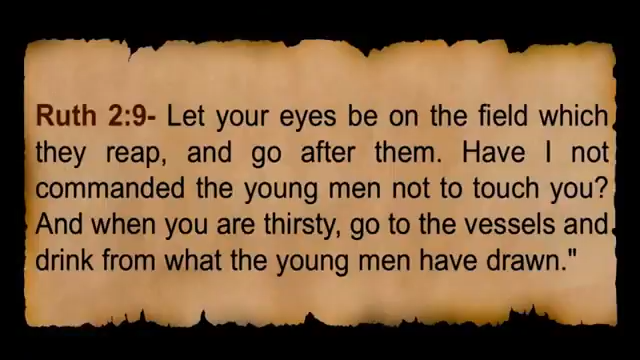 Ruth 2:9- Let your eyes be on the field which
they reap, and go after them. Have I not
commanded the young men not to touch you?
And when you are thirsty, go to the vessels and
drink from what the young men have drawn."